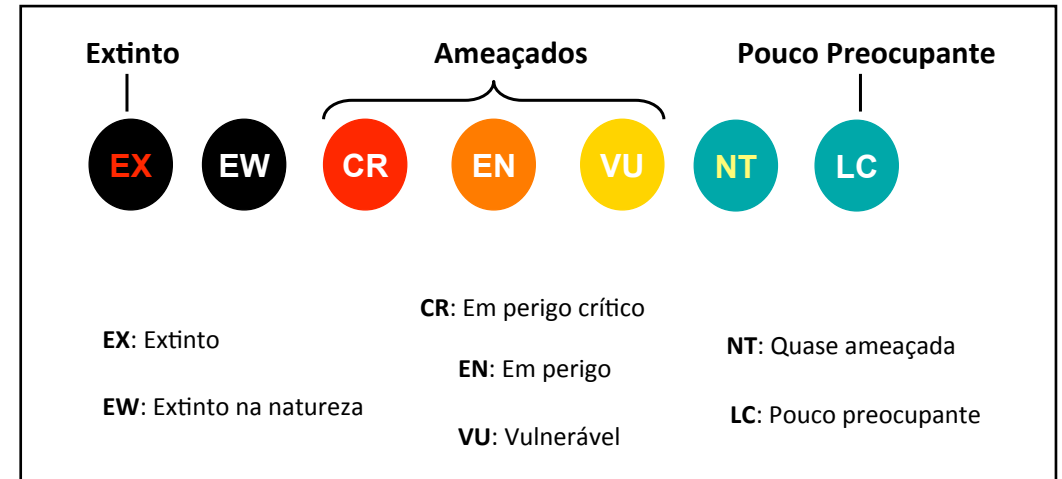 Extinto Ameaçados Pouco Preocupante
EX EW CR EN VU NT LC
CR: Em perigo crítico
EX: Extinto
NT: Quase ameaçada
EN: Em perigo
EW: Extinto na natureza
LC: Pouco preocupante
VU: Vulnerável